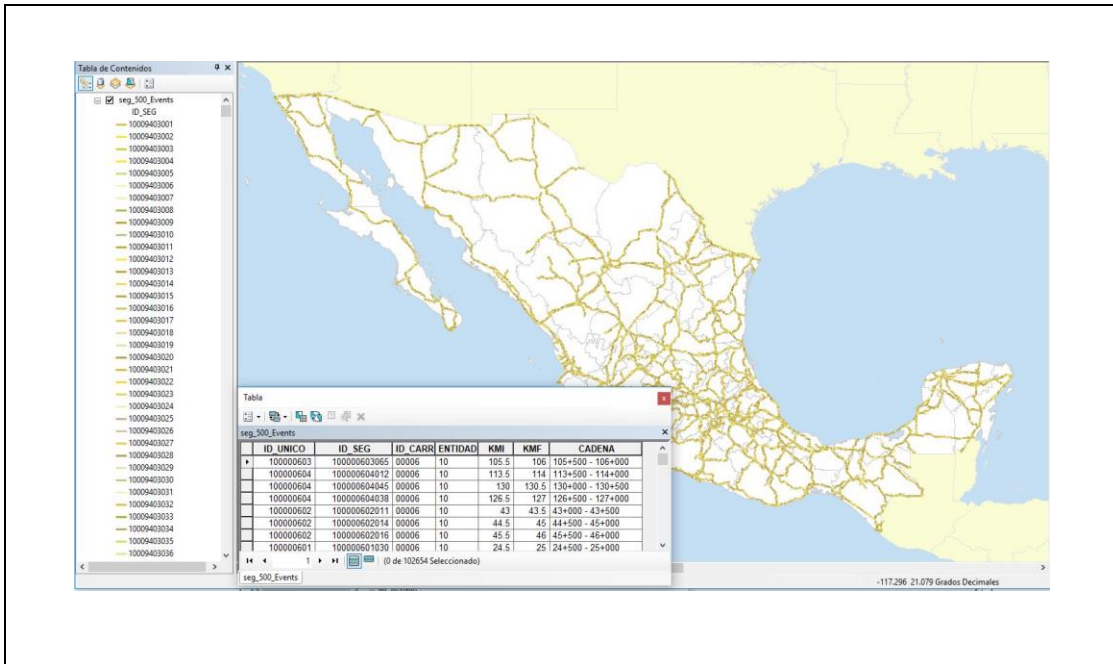 Tabla de Contenidos
seg_500_Events
ID_SEG
10009403001
10009403002
10009403003
10009403004
10009403005
10009403006
10009403007
10009403008
10009403009
10009403010
10009403011
10009403012
10009403013
10009403014
10009403015
10009403016
10009403017
10009403018
10009403019
10009403020
10009403021
10009403022
10009403023
10009403024
10009403025
10009403026
10009403027
10009403028
10009403029
10009403030
10009403031
10009403032
10009403033
10009403034
10009403035
10009403036
Tabla
seg_500_Events
ID_UNICO ID_SEG ID_CARR ENTIDAD KMI KMF CADENA
100000603 100000603065 00006 10 105.5 106 105+500 - 106+000
100000604 100000604012 00006 10 113.5 114 113+500 - 114+000
100000604 100000604045 00006 10 130 130.5 130+000 - 130+500
100000604 100000604038 00006 10 126.5 127 126+500 - 127+000
100000602 100000602011 00006 10 43 43.5 43+000 - 43+500
100000602 100000602014 00006 10 44.5 45 44+500 - 45+000
100000602 100000602016 00006 10 45.5 46 45+500 - 46+000
100000601 100000601030 00006 10 24.5 25 24+500 - 25+000
1 (0 de 102654 Seleccionado)
seg_500_Events
-117.296 21.079 Grados Decimales